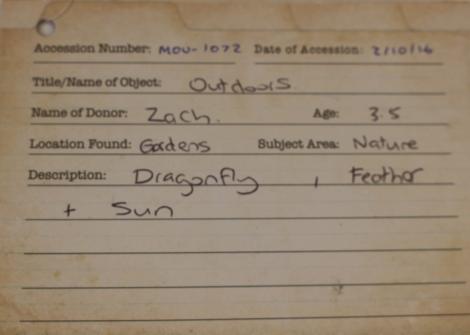 Accession Number: MOU-1072 Date of Accession: 2/10/16
Title/Name of Object: Outdoors
Name of Donor: Zach. Age: 3.5
Location Found: Gardens Subject Area: Nature
Description: Dragonfly, Feather
+ Sun